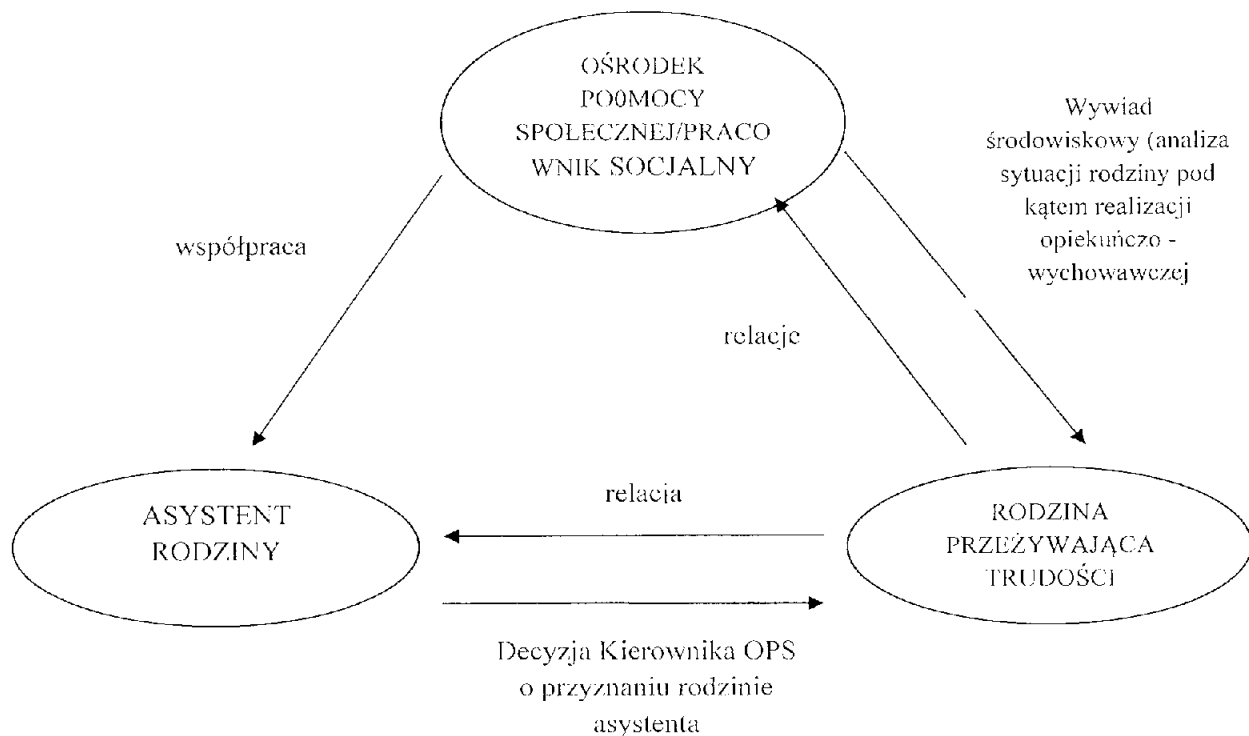 OŚRODEK
PO0MOCY
SPOŁECZNEJ/PRACO
WNIK SOCJALNY
Wywiad
środowiskowy (analiza
sytuacji rodziny pod
kątem realizacji
opiekuńczo -
wychowawczej
współpraca
relacje
relacja
ASYSTENT
RODZINY
RODZINA
PRZEŻYWAJĄCA
TRUDOŚCI
Decyzja Kierownika OPS
o przyznaniu rodzinie
asystenta